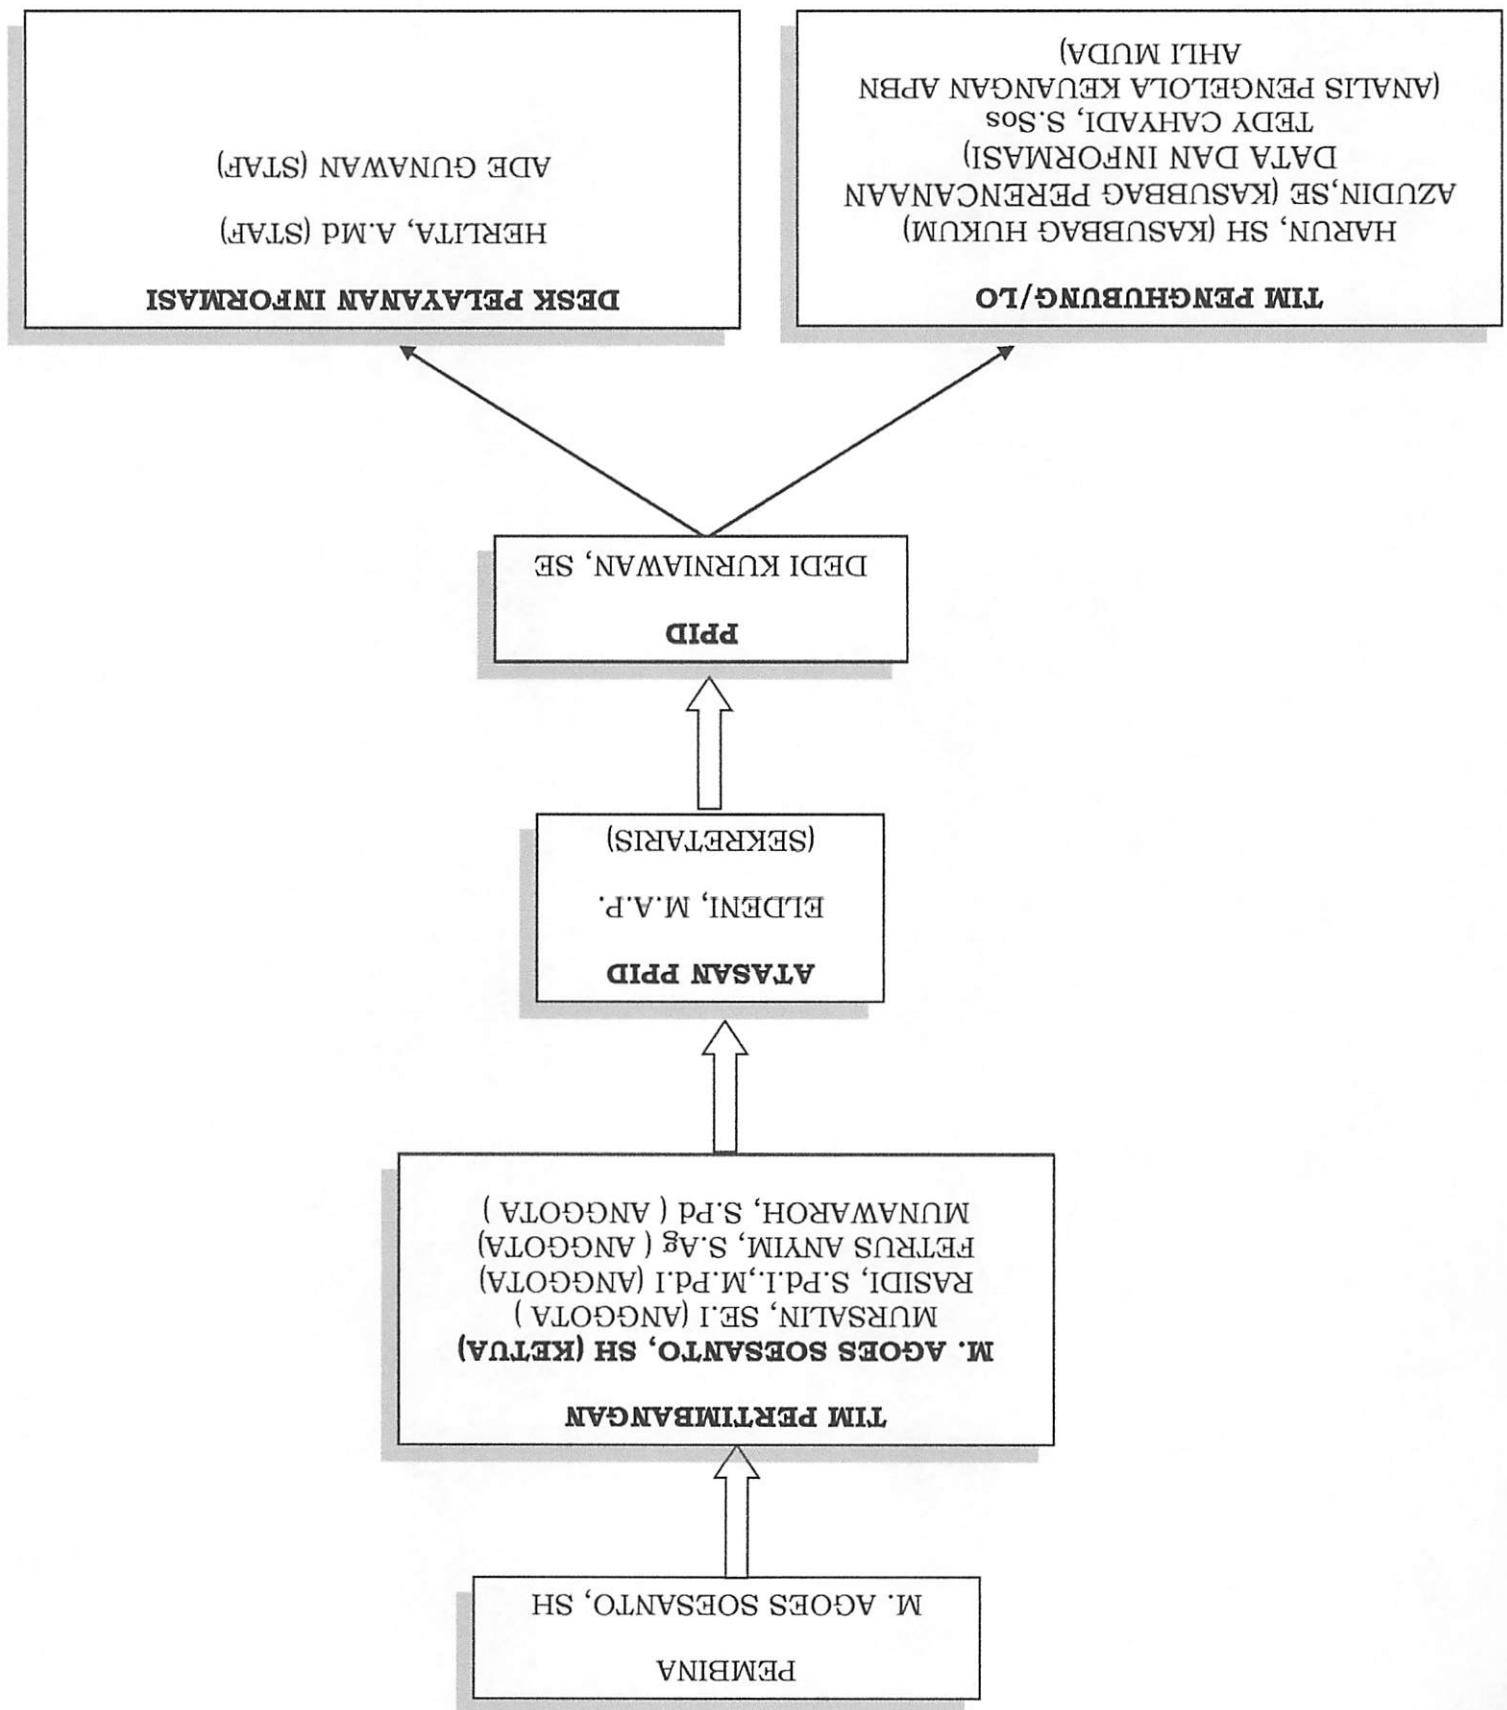 PEMBINA
M. AGOES SOESANTO, SH
TIM PERTIMBANGAN
M. AGOES SOESANTO, SH (KETUA)
MURSALIN, SE.I (ANGGOTA )
RASIDI, S.Pd.I.,M.Pd.I (ANGGOTA)
FETRUS ANYIM, S.Ag ( ANGGOTA)
MUNAWAROH, S.Pd ( ANGGOTA )
ATASAN PPID
ELDENI, M.A.P.
(SEKRETARIS)
PPID
DEDI KURNIAWAN, SE
TIM PENGHUBUNG/LO
HARUN, SH (KASUBBAG HUKUM)
AZUDIN,SE (KASUBBAG PERENCANAAN
DATA DAN INFORMASI)
TEDY CAHYADI, S.Sos
(ANALIS PENGELOLA KEUANGAN APBN
AHLI MUDA)
DESK PELAYANAN INFORMASI
HERLITA, A.Md (STAF)
ADE GUNAWAN (STAF)